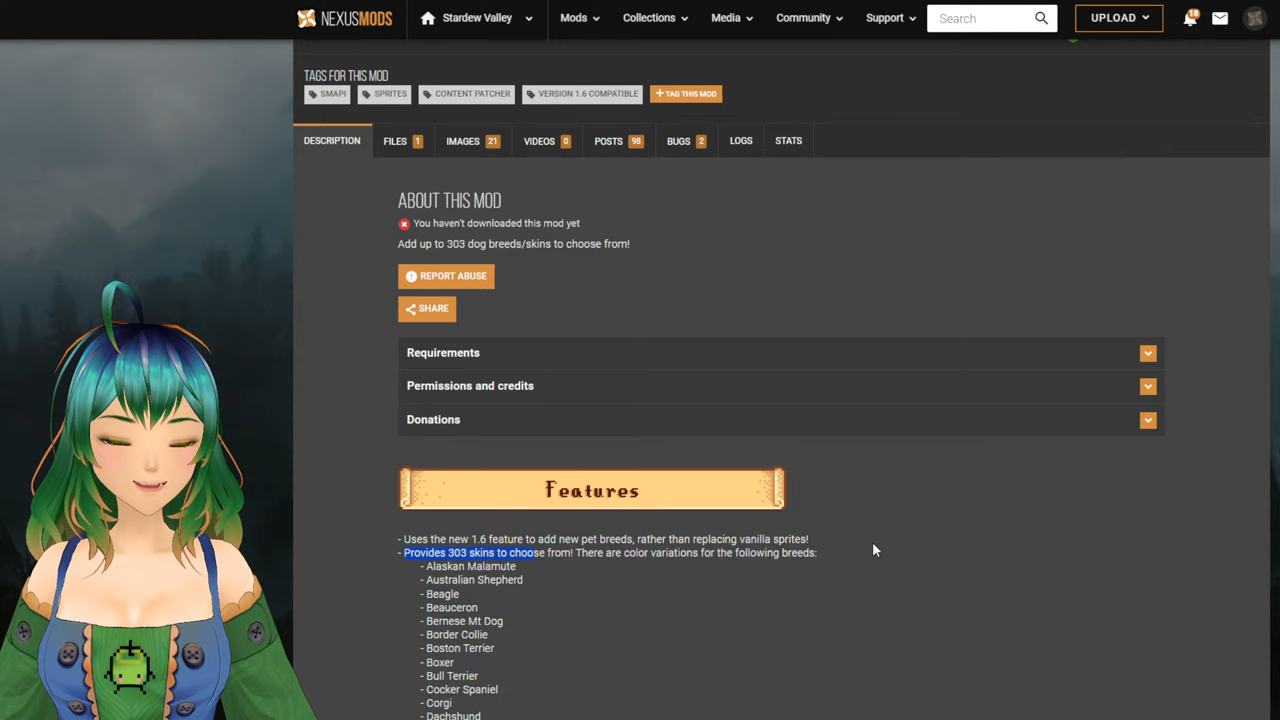 NEXUSMODS
Stardew Valley
Mods
Collections
Media
Community
Support
Search
UPLOAD
18
TAGS FOR THIS MOD
SMAPI
SPRITES
CONTENT PATCHER
VERSION 1.6 COMPATIBLE
+ TAG THIS MOD
DESCRIPTION
FILES 1
IMAGES 21
VIDEOS 0
POSTS 98
BUGS 2
LOGS
STATS
ABOUT THIS MOD
You haven't downloaded this mod yet
Add up to 303 dog breeds/skins to choose from!
REPORT ABUSE
SHARE
Requirements
Permissions and credits
Donations
Features
- Uses the new 1.6 feature to add new pet breeds, rather than replacing vanilla sprites!
- Provides 303 skins to choose from! There are color variations for the following breeds:
- Alaskan Malamute
- Australian Shepherd
- Beagle
- Beauceron
- Bernese Mt Dog
- Border Collie
- Boston Terrier
- Boxer
- Bull Terrier
- Cocker Spaniel
- Corgi
- Dachshund